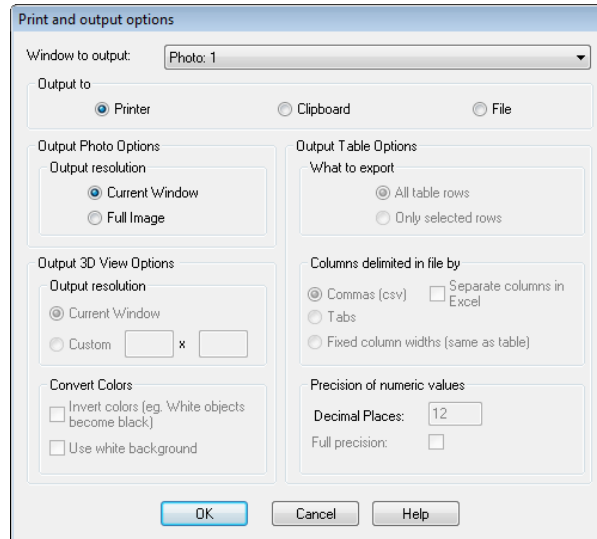 Print and output options
Window to output: Photo: 1
Output to
Printer Clipboard File
Output Photo Options
Output resolution
Current Window
Full Image
Output Table Options
What to export
All table rows
Only selected rows
Output 3D View Options
Output resolution
Current Window
Custom x
Columns delimited in file by
Commas (csv) Separate columns in
Excel
Tabs
Fixed column widths (same as table)
Convert Colors
Invert colors (eg. White objects
become black)
Use white background
Precision of numeric values
Decimal Places: 12
Full precision:
OK Cancel Help